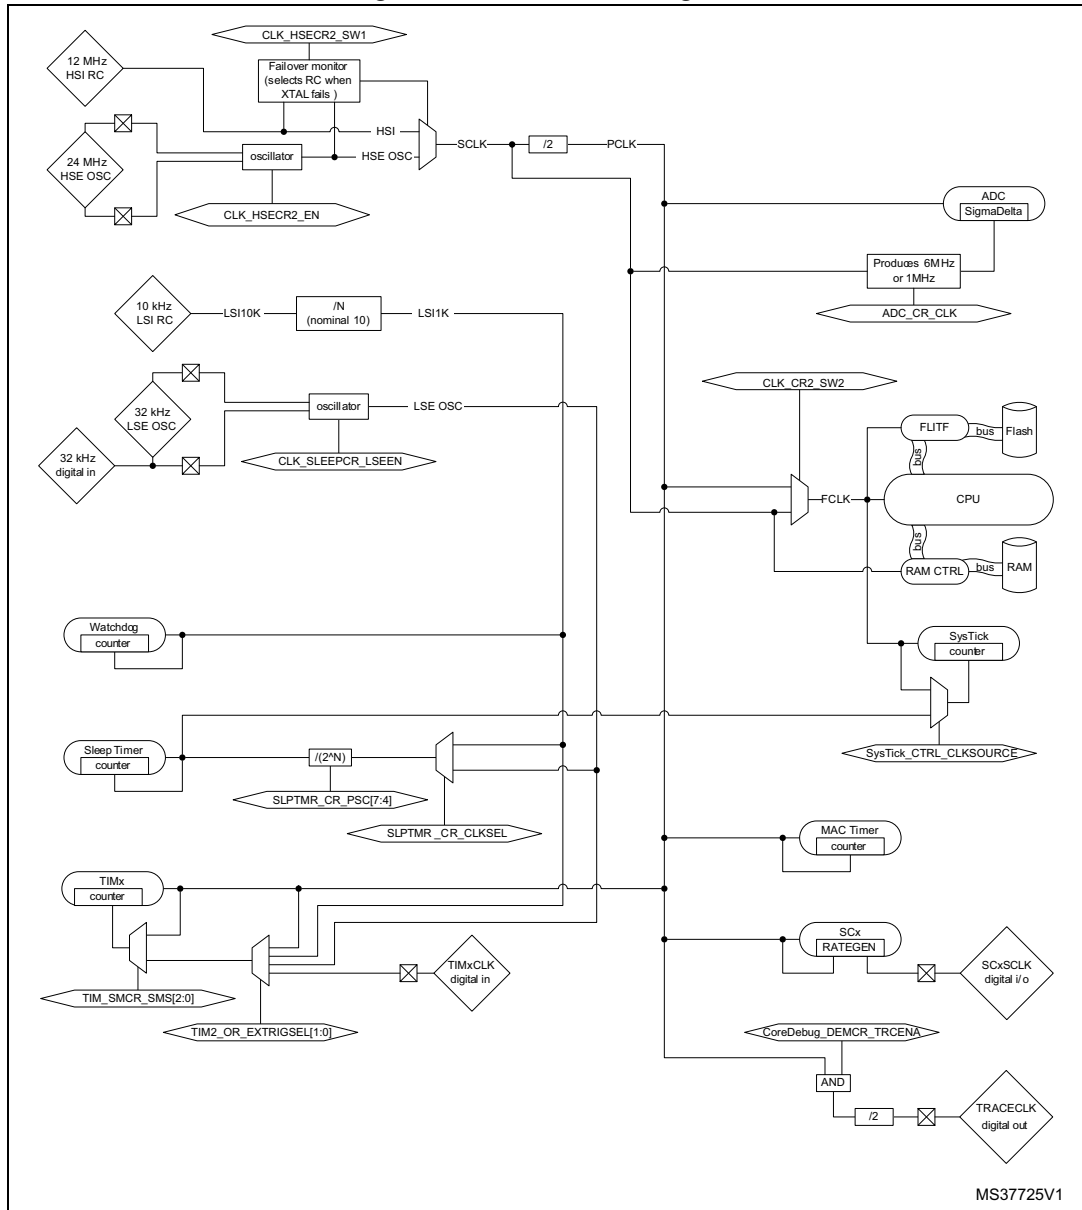 CLK_HSECR2_SW1
12 MHz
HSI RC
Failover monitor
(selects RC when
XTAL fails )
HSI
SCLK
/2
PCLK
oscillator
HSE OSC
24 MHz
HSE OSC
CLK_HSECR2_EN
ADC
SigmaDelta
Produces 6MHz
or 1MHz
ADC_CR_CLK
10 kHz
LSI RC
LSI10K
/N
(nominal 10)
LSI1K
CLK_CR2_SW2
32 kHz
LSE OSC
oscillator
LSE OSC
32 kHz
digital in
CLK_SLEEPCR_LSEEN
FLITF
bus
Flash
bus
FCLK
CPU
bus
RAM CTRL
bus
RAM
Watchdog
counter
SysTick
counter
Sleep Timer
counter
/(2^N)
SysTick_CTRL_CLKSOURCE
SLPTMR_CR_PSC[7:4]
SLPTMR _CR_CLKSEL
MAC Timer
counter
TIMx
counter
SCx
RATEGEN
TIMxCLK
digital in
SCxSCLK
digital i/o
TIM_SMCR_SMS[2:0]
TIM2_OR_EXTRIGSEL[1:0]
CoreDebug_DEMCR_TRCENA
AND
/2
TRACECLK
digital out
MS37725V1